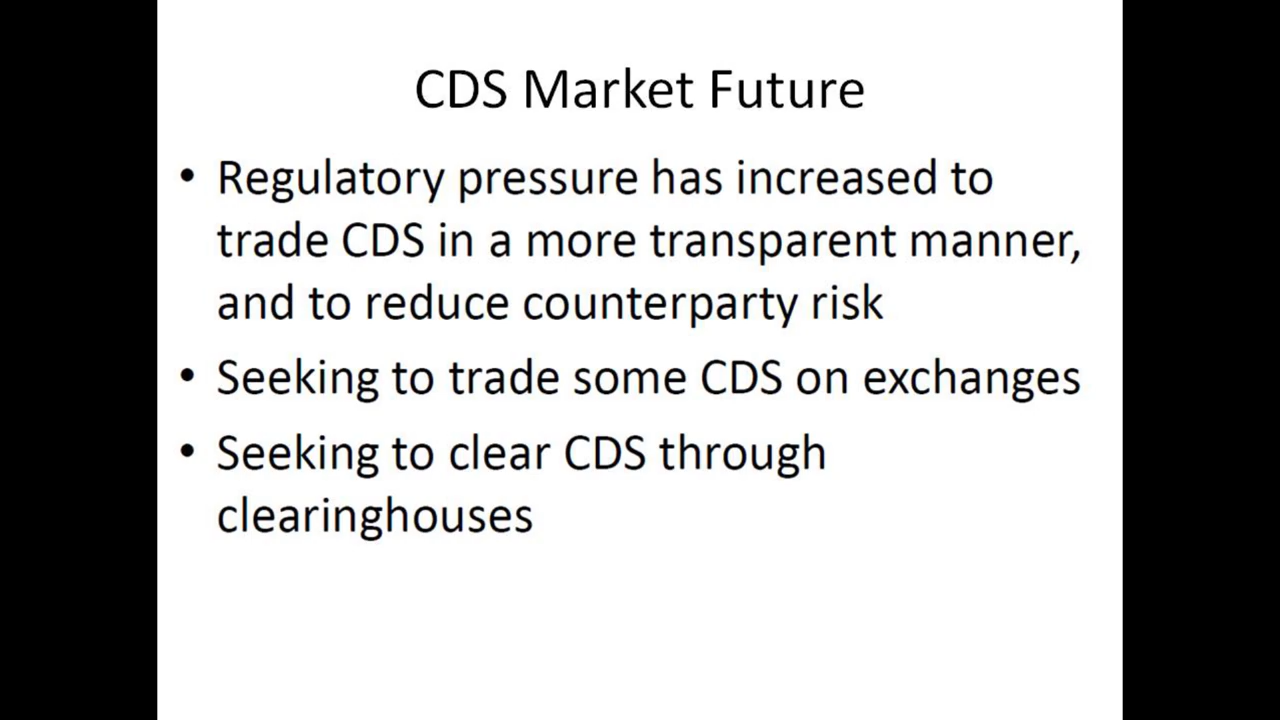 CDS Market Future
• Regulatory pressure has increased to
trade CDS in a more transparent manner,
and to reduce counterparty risk
• Seeking to trade some CDS on exchanges
• Seeking to clear CDS through
clearinghouses